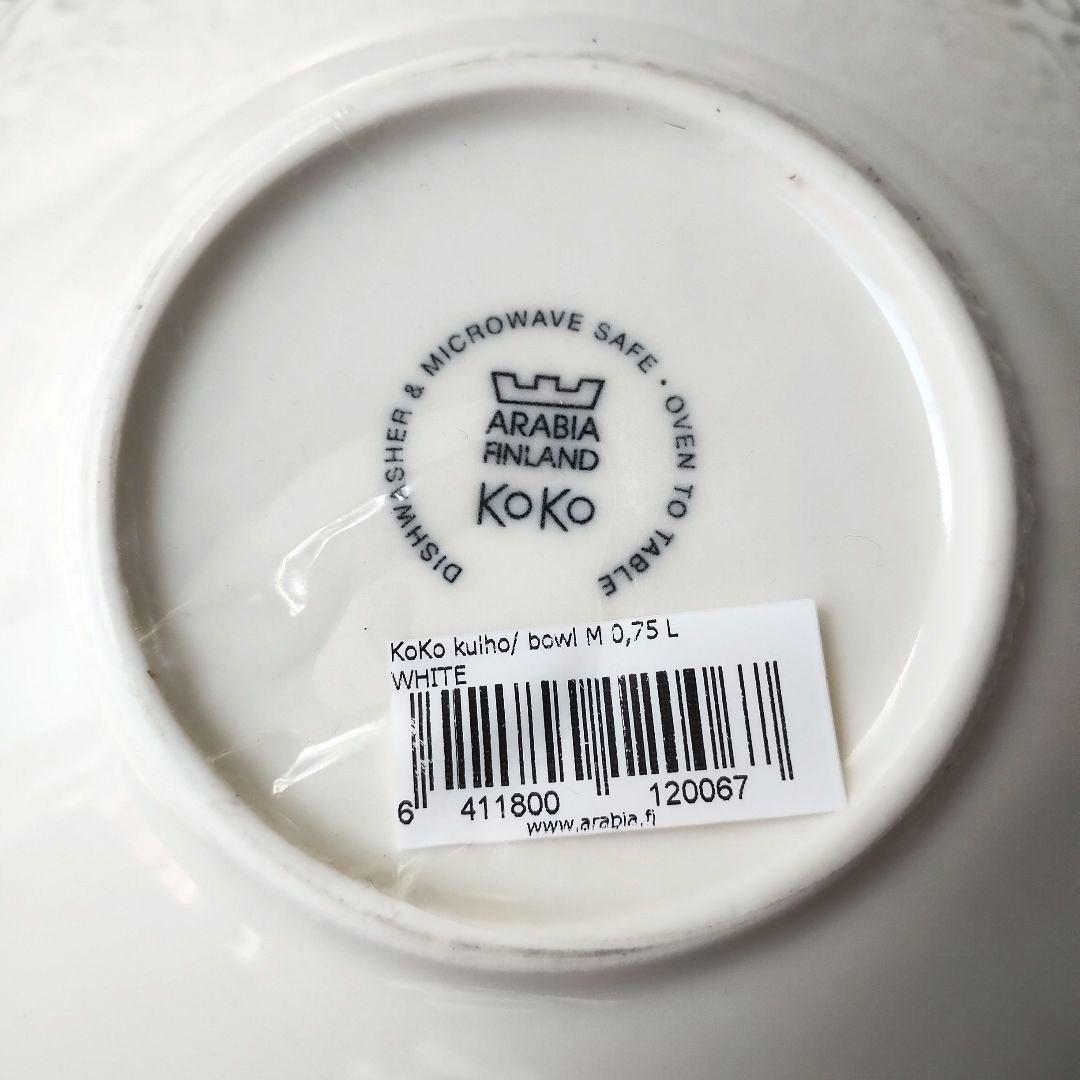 DISHWASHER & MICROWAVE SAFE · OVEN TO TABLE
ARABIA
FINLAND
KoKo
KoKo kulho/ bowl M 0,75 L
WHITE
6 411800 120067
www.arabia.fi